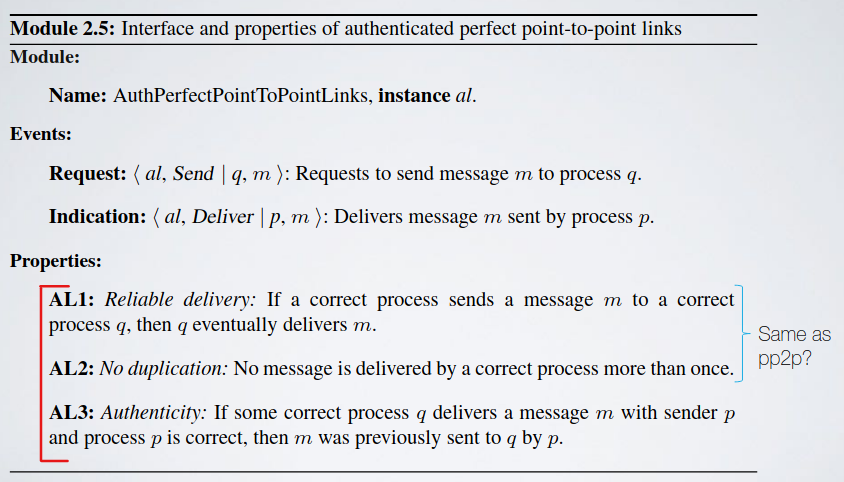 Module 2.5: Interface and properties of authenticated perfect point-to-point links
Module:
Name: AuthPerfectPointToPointLinks, instance al.
Events:
Request: ⟨ al, Send | q, m ⟩: Requests to send message m to process q.
Indication: ⟨ al, Deliver | p, m ⟩: Delivers message m sent by process p.
Properties:
AL1: Reliable delivery: If a correct process sends a message m to a correct
process q, then q eventually delivers m.
AL2: No duplication: No message is delivered by a correct process more than once.
Same as
pp2p?
AL3: Authenticity: If some correct process q delivers a message m with sender p
and process p is correct, then m was previously sent to q by p.